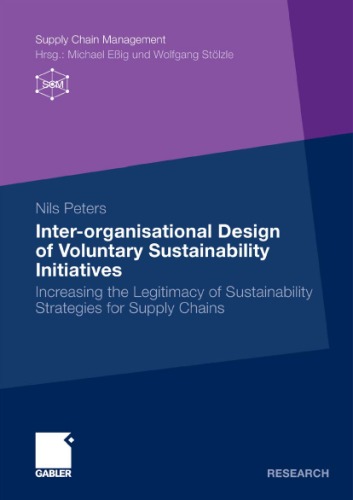 Supply Chain Management
Hrsg.: Michael Eßig und Wolfgang Stölzle
SCM
Nils Peters
Inter-organisational Design
of Voluntary Sustainability
Initiatives
Increasing the Legitimacy of Sustainability
Strategies for Supply Chains
GABLER
RESEARCH